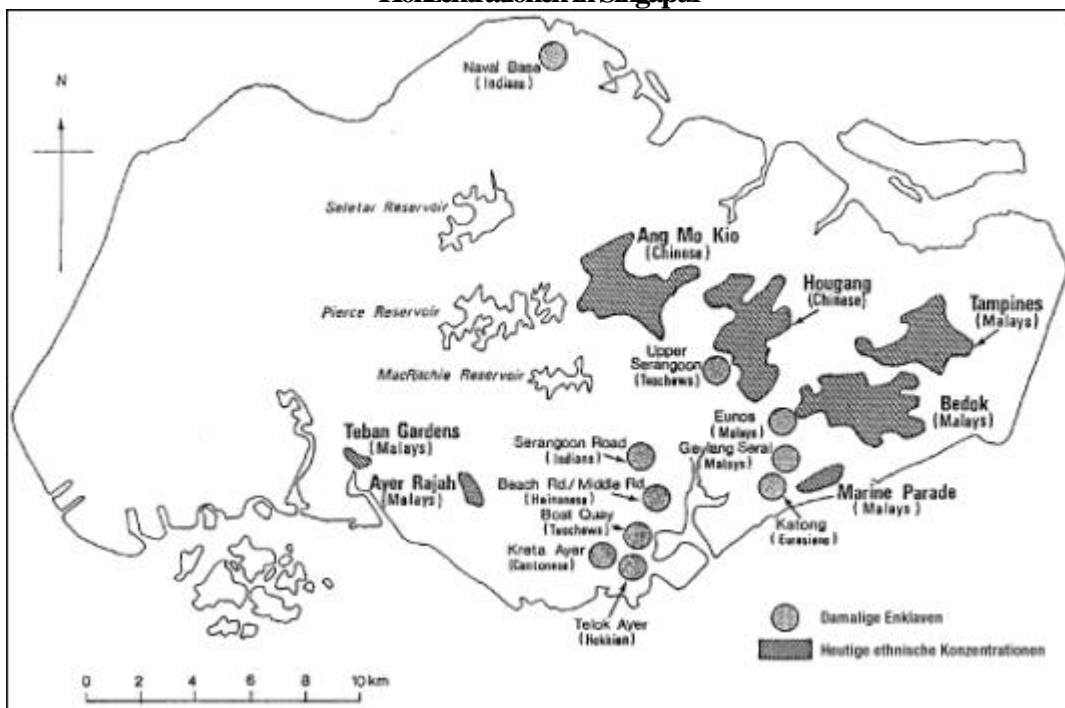 Konzentrationen in Singapur
N
Naval Base
(Indians)
Seletar Reservoir
Ang Mo Kio
(Chinese)
Hougang
(Chinese)
Tampines
(Malays)
Pierce Reservoir
Upper
Serangoon
(Teochews)
MacRitchie Reservoir
Bedok
(Malays)
Eunos
(Malays)
Teban Gardens
(Malays)
Serangoon Road
(Indians)
Geylang Serai
(Malays)
Ayer Rajah
(Malays)
Beach Rd./Middle Rd
(Hainanese)
Marine Parade
(Malays)
Boat Quay
(Teochews)
Katong
(Eurasians)
Kreta Ayer
(Cantonese)
Telok Ayer
(Hokkien)
Damalige Enklaven
Heutige ethnische Konzentrationen
0 2 4 6 8 10 km